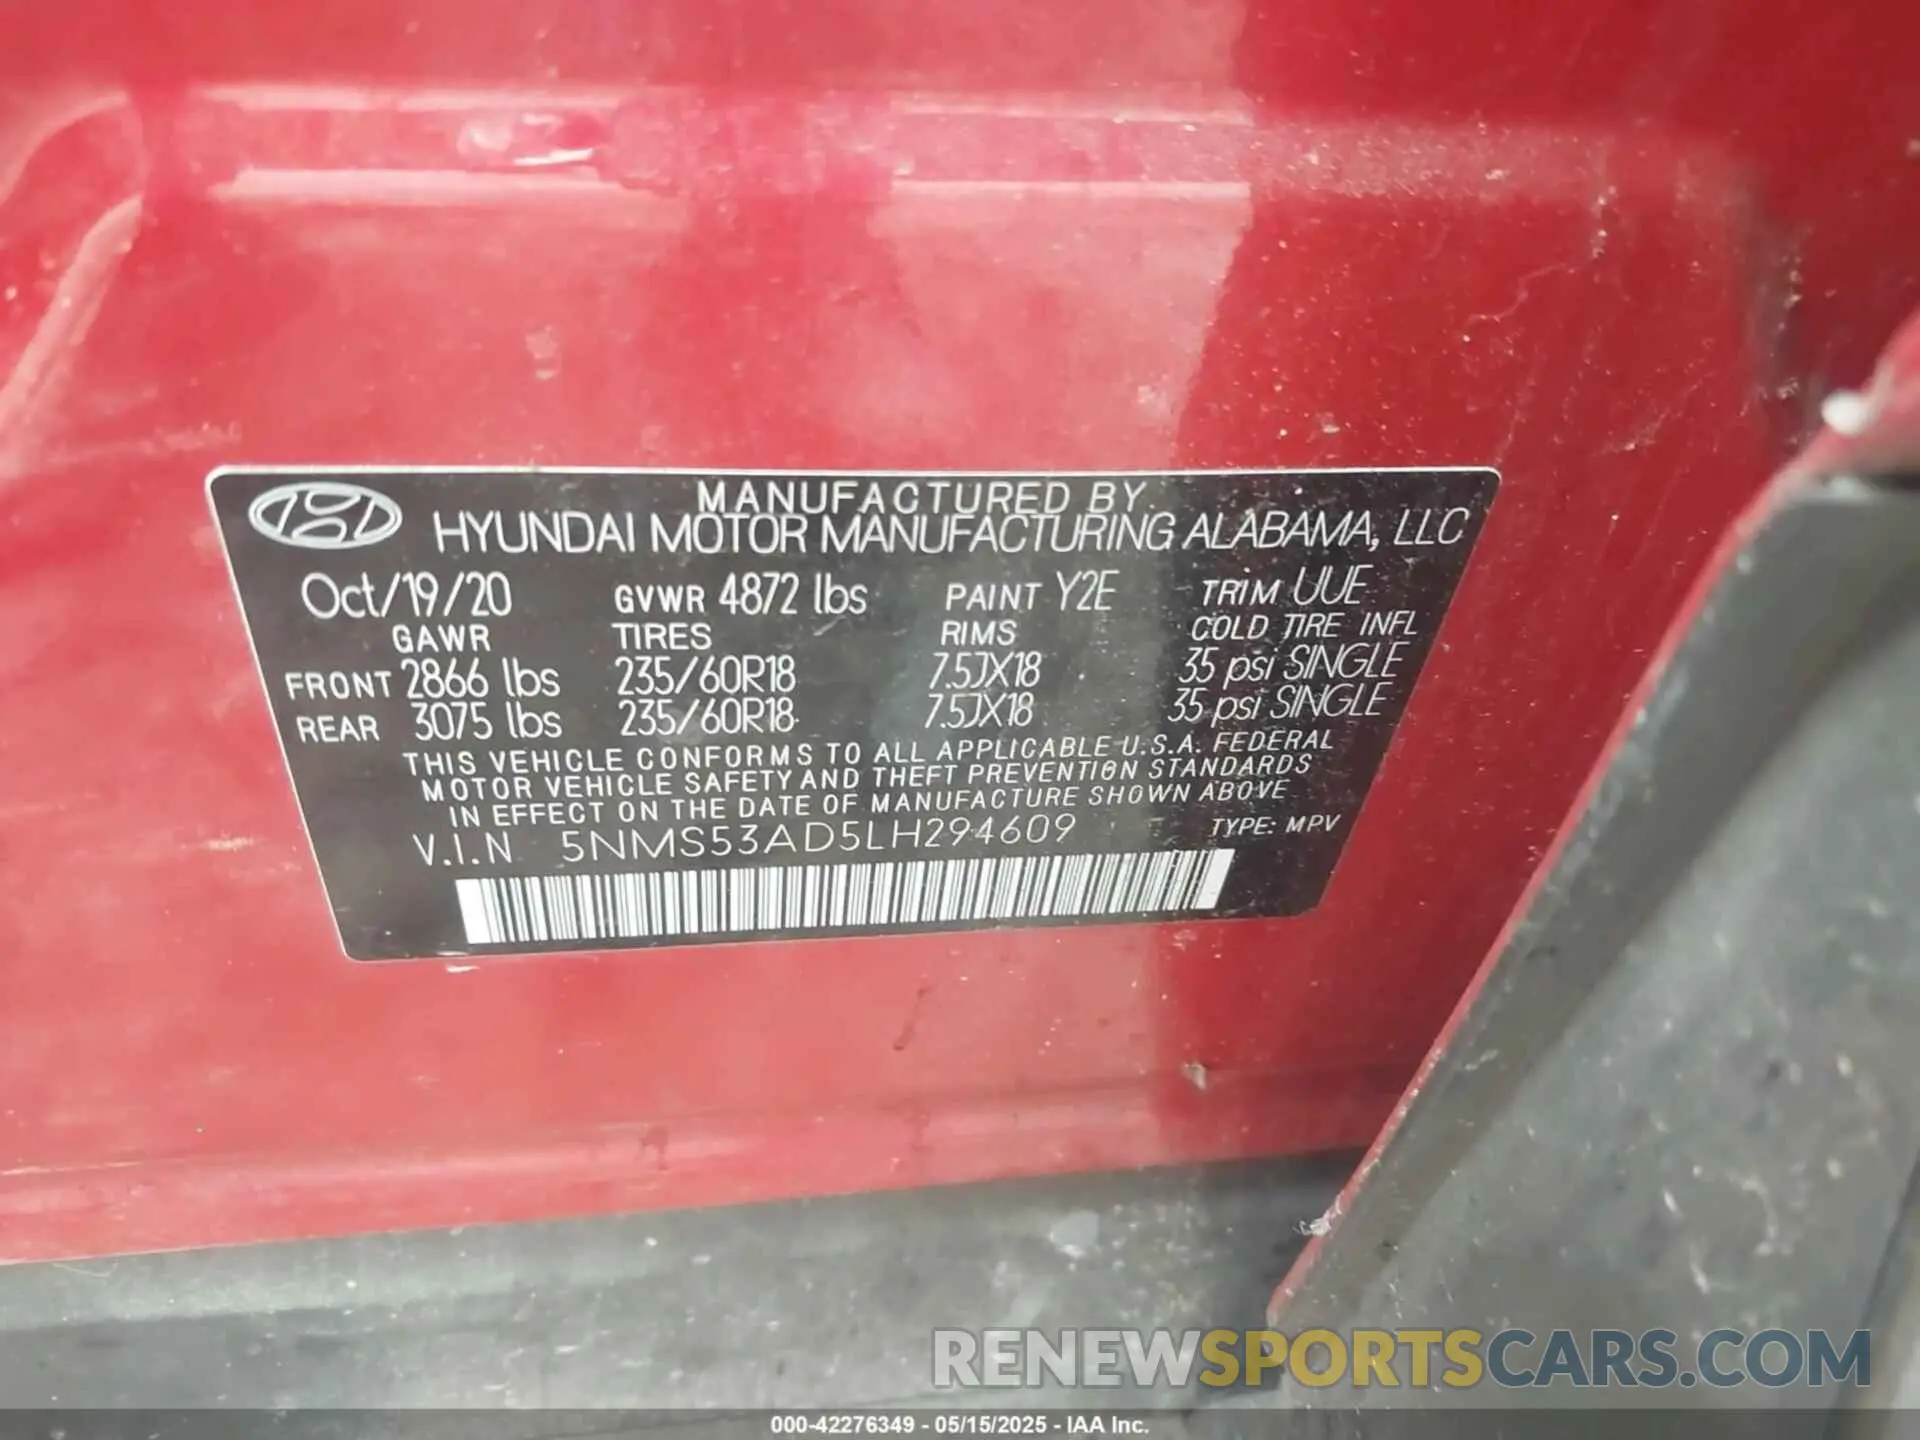 MANUFACTURED BY
HYUNDAI MOTOR MANUFACTURING ALABAMA, LLC
Oct/19/20 GVWR 4872 lbs PAINT Y2E TRIM UUE
GAWR TIRES RIMS COLD TIRE INFL
FRONT 2866 lbs 235/60R18 7.5JX18 35 psi SINGLE
REAR 3075 lbs 235/60R18 7.5JX18 35 psi SINGLE
THIS VEHICLE CONFORMS TO ALL APPLICABLE U.S.A. FEDERAL
MOTOR VEHICLE SAFETY AND THEFT PREVENTION STANDARDS
IN EFFECT ON THE DATE OF MANUFACTURE SHOWN ABOVE
V.I.N 5NMS53AD5LH294609 TYPE: MPV
RENEWSPORTSCARS.COM
000-42276349 - 05/15/2025 - IAA Inc.